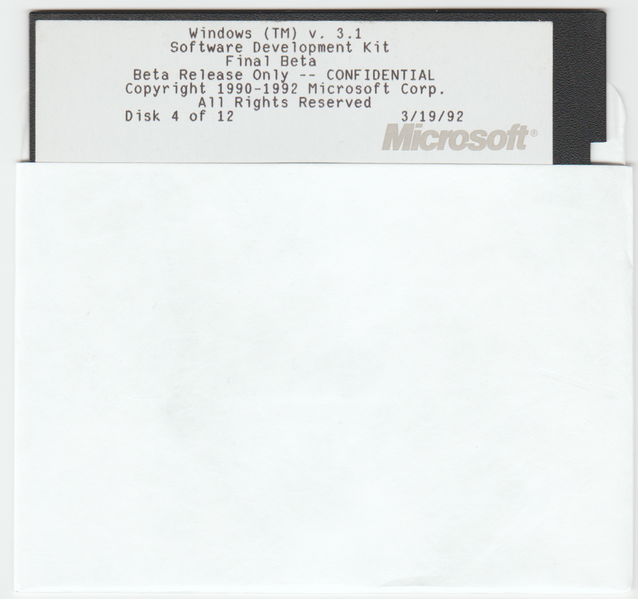 Windows (TM) v. 3.1
Software Development Kit
Final Beta
Beta Release Only -- CONFIDENTIAL
Copyright 1990-1992 Microsoft Corp.
All Rights Reserved
Disk 4 of 12 3/19/92
Microsoft®